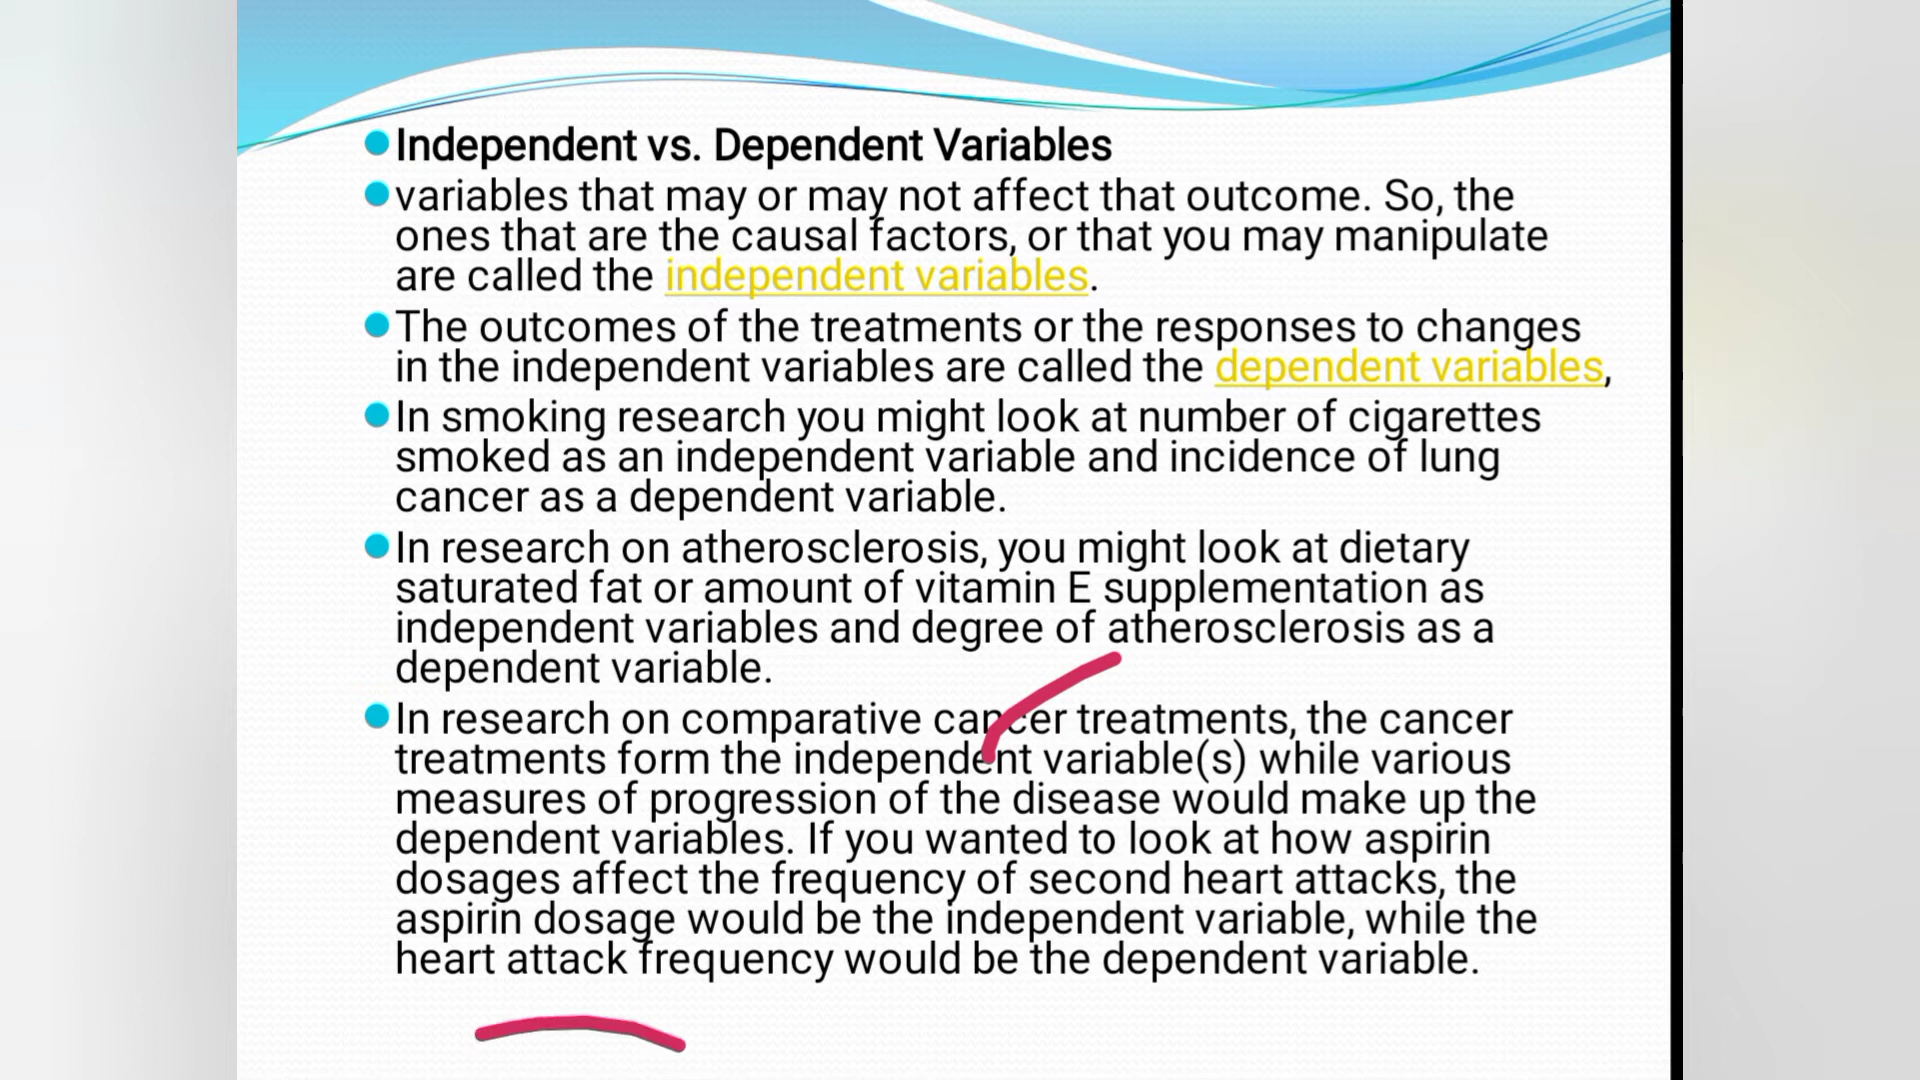 Independent vs. Dependent Variables
variables that may or may not affect that outcome. So, the
ones that are the causal factors, or that you may manipulate
are called the independent variables.
The outcomes of the treatments or the responses to changes
in the independent variables are called the dependent variables,
In smoking research you might look at number of cigarettes
smoked as an independent variable and incidence of lung
cancer as a dependent variable.
In research on atherosclerosis, you might look at dietary
saturated fat or amount of vitamin E supplementation as
independent variables and degree of atherosclerosis as a
dependent variable.
In research on comparative cancer treatments, the cancer
treatments form the independent variable(s) while various
measures of progression of the disease would make up the
dependent variables. If you wanted to look at how aspirin
dosages affect the frequency of second heart attacks, the
aspirin dosage would be the independent variable, while the
heart attack frequency would be the dependent variable.